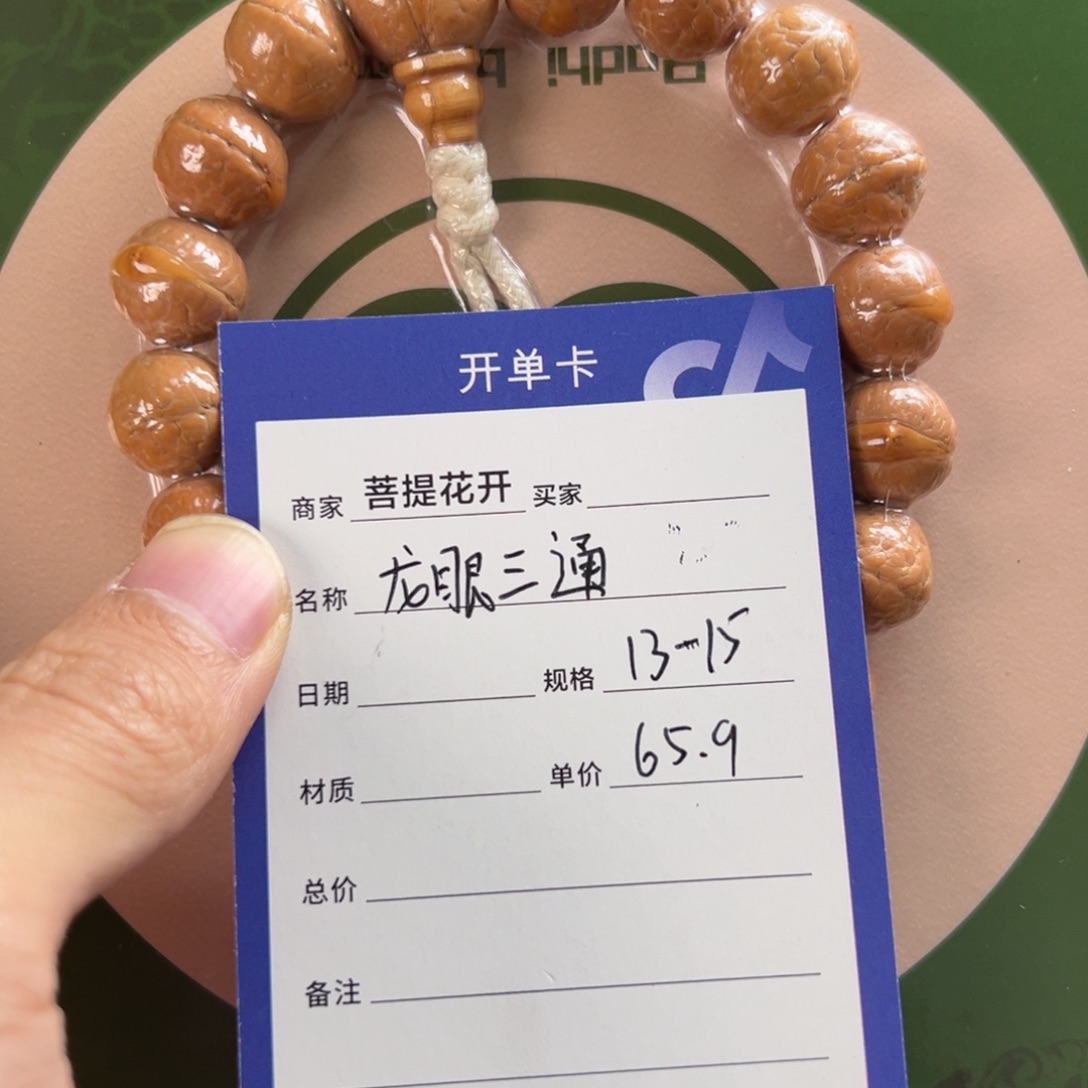 开单卡
商家 菩提花开 买家
名称 龙眼三通
日期 规格 13-15
材质 单价 65.9
总价
备注